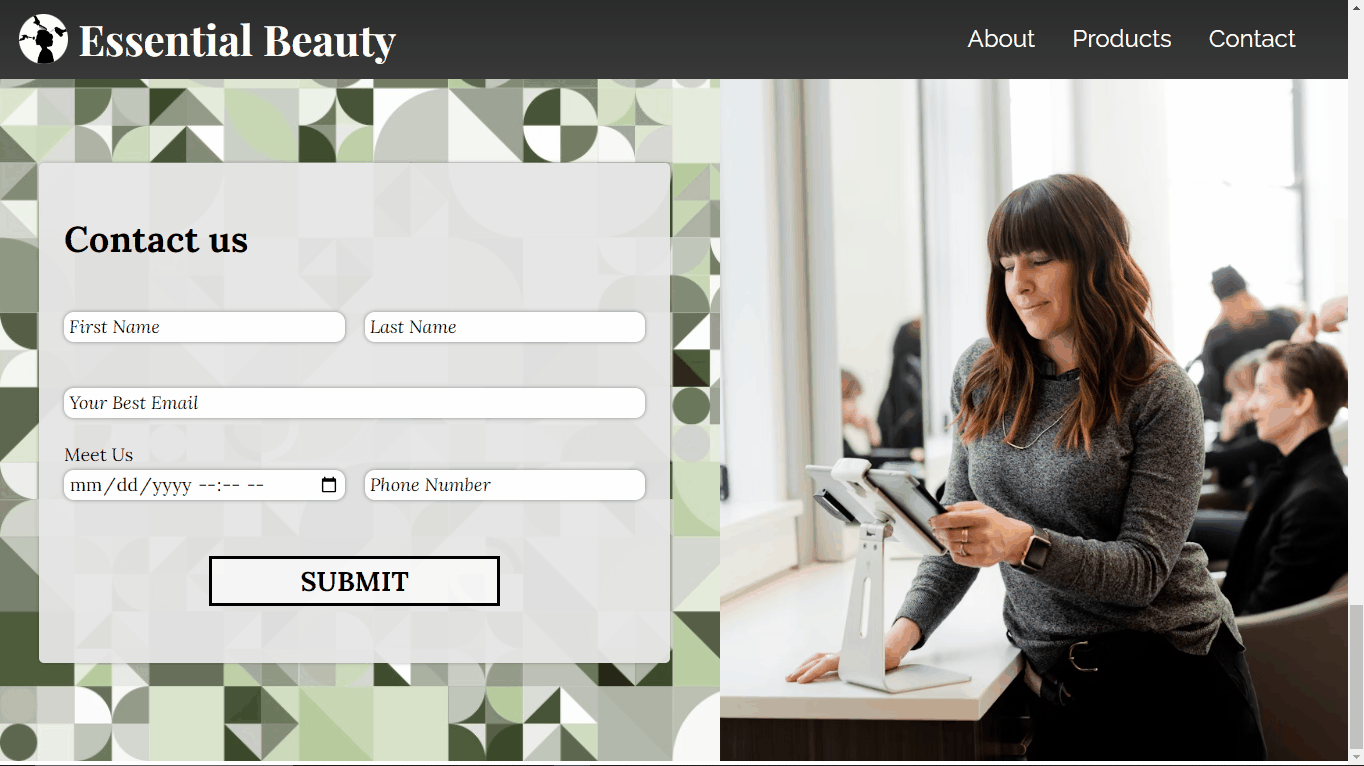 Essential Beauty
About Products Contact
Contact us
First Name Last Name
Your Best Email
Meet Us
mm/dd/yyyy --:-- -- Phone Number
SUBMIT